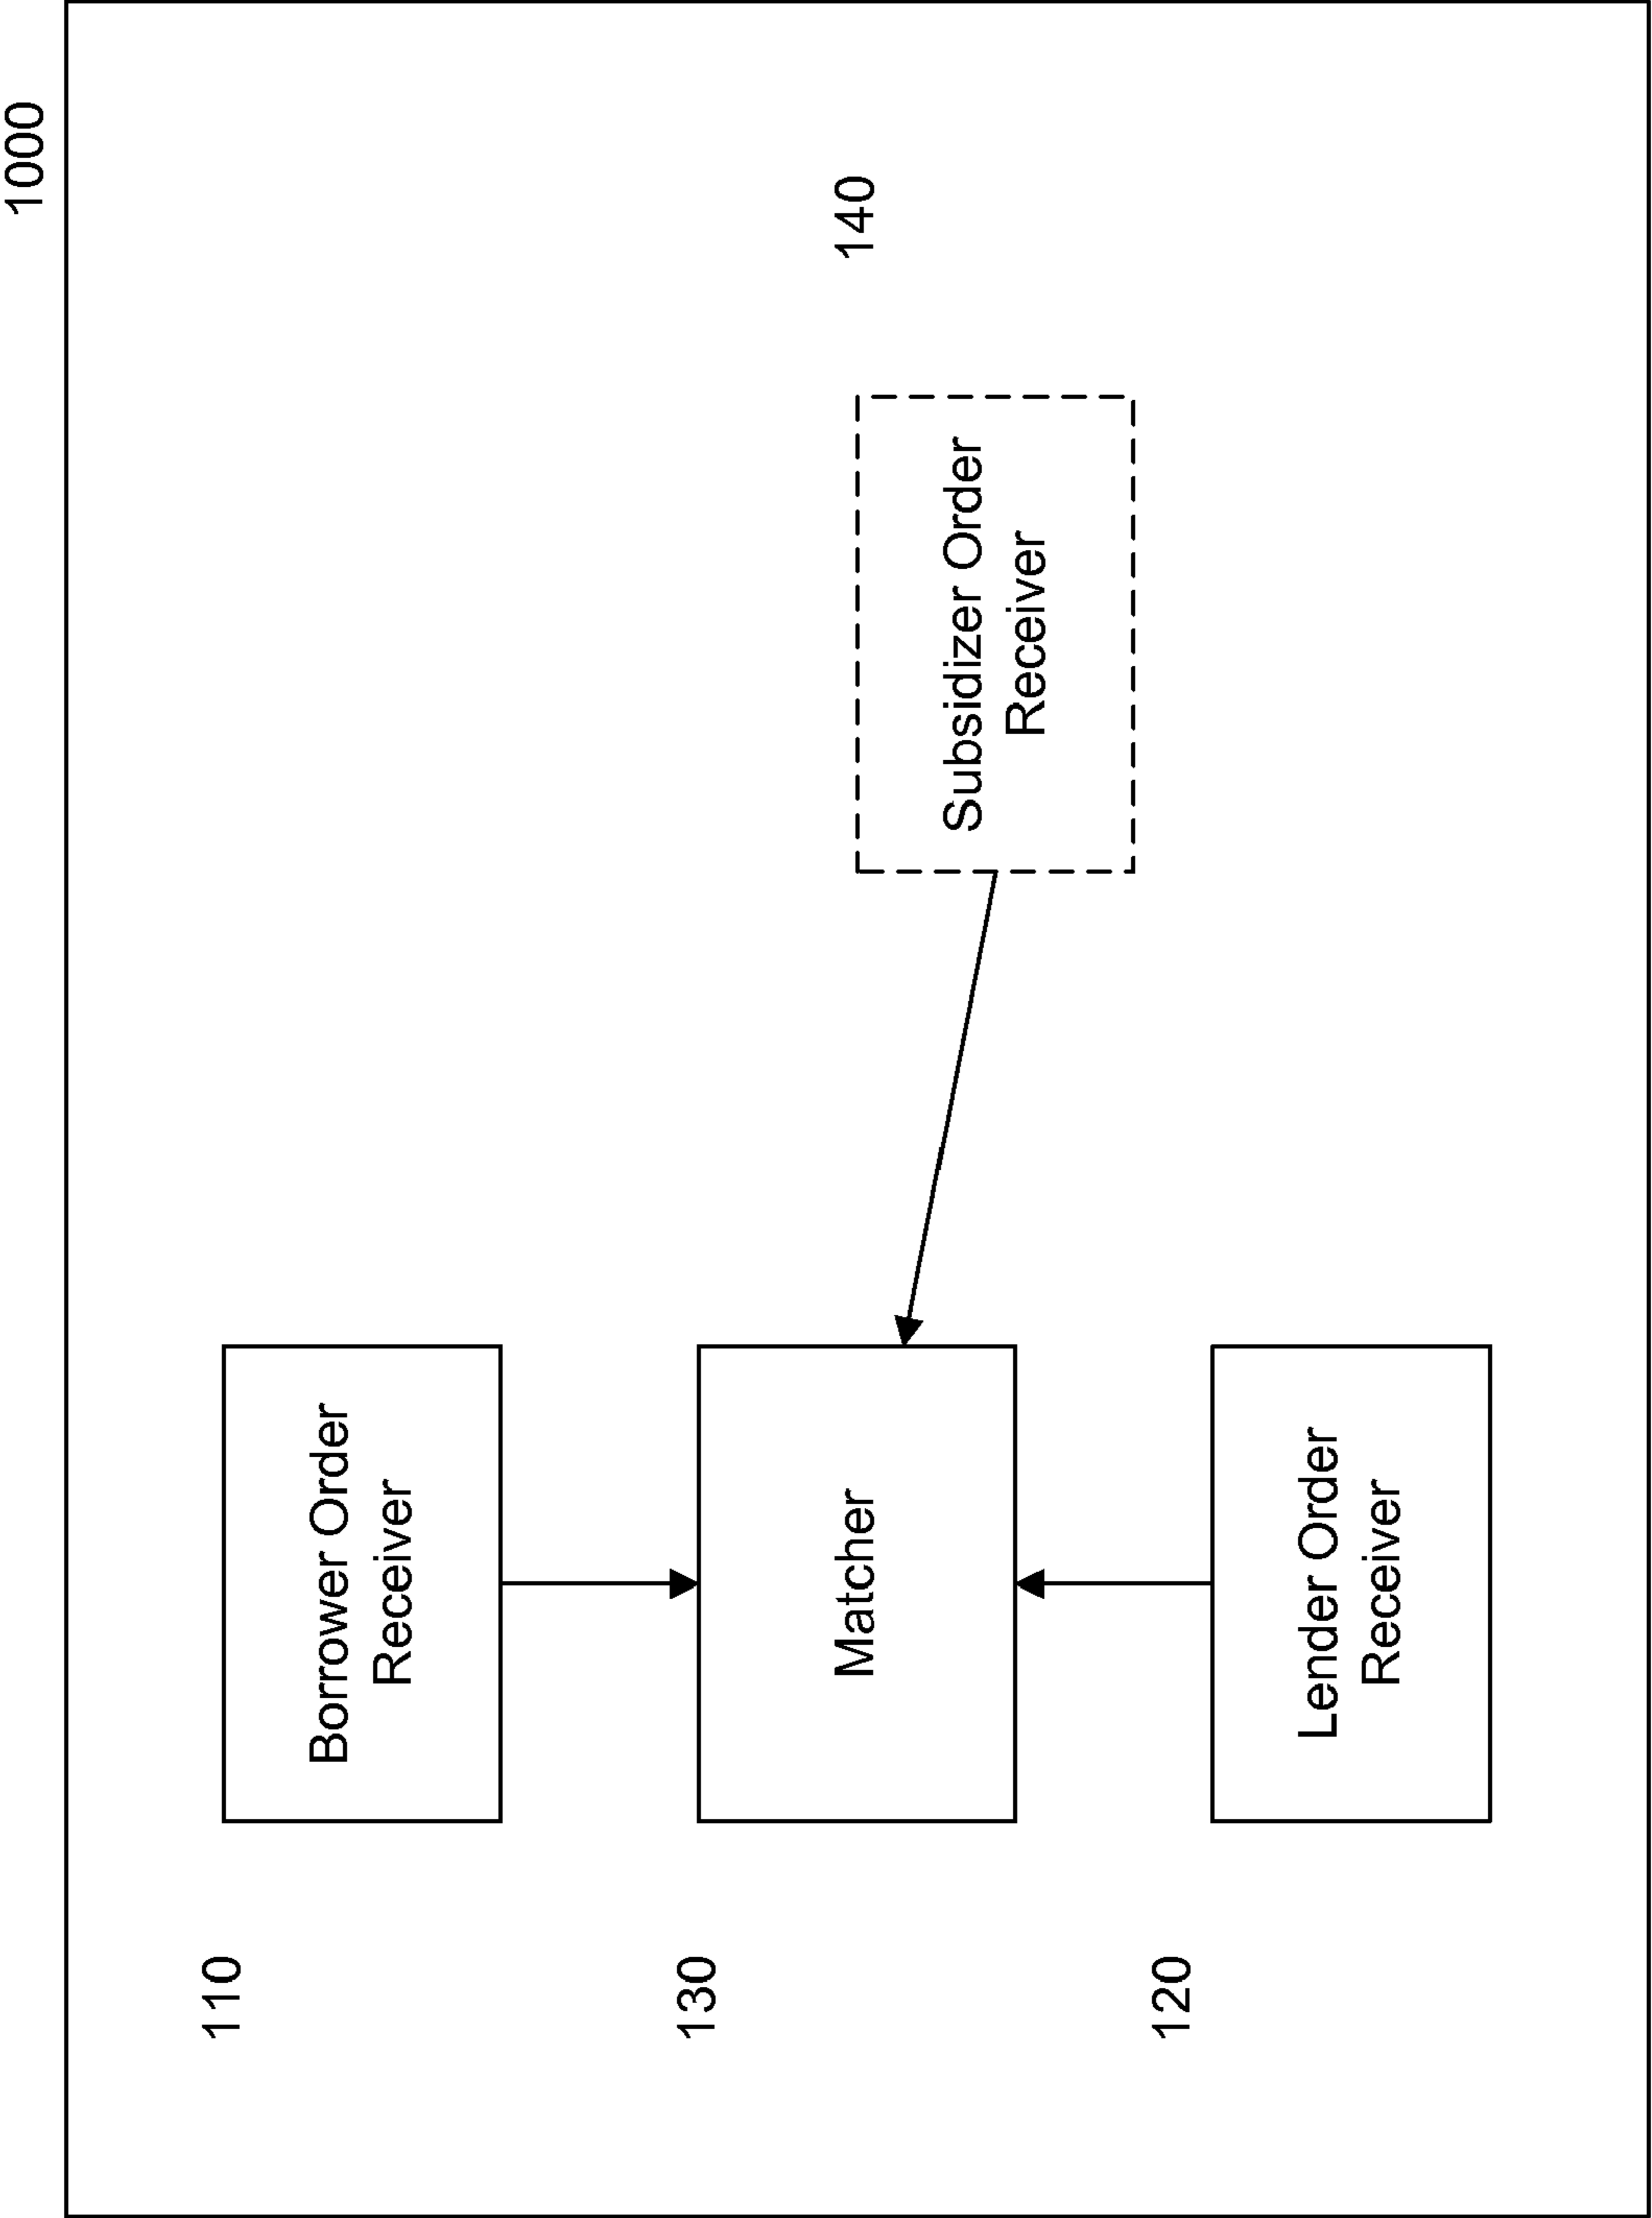 1000
110
Borrower Order
Receiver
130
Matcher
140
Subsidizer Order
Receiver
120
Lender Order
Receiver